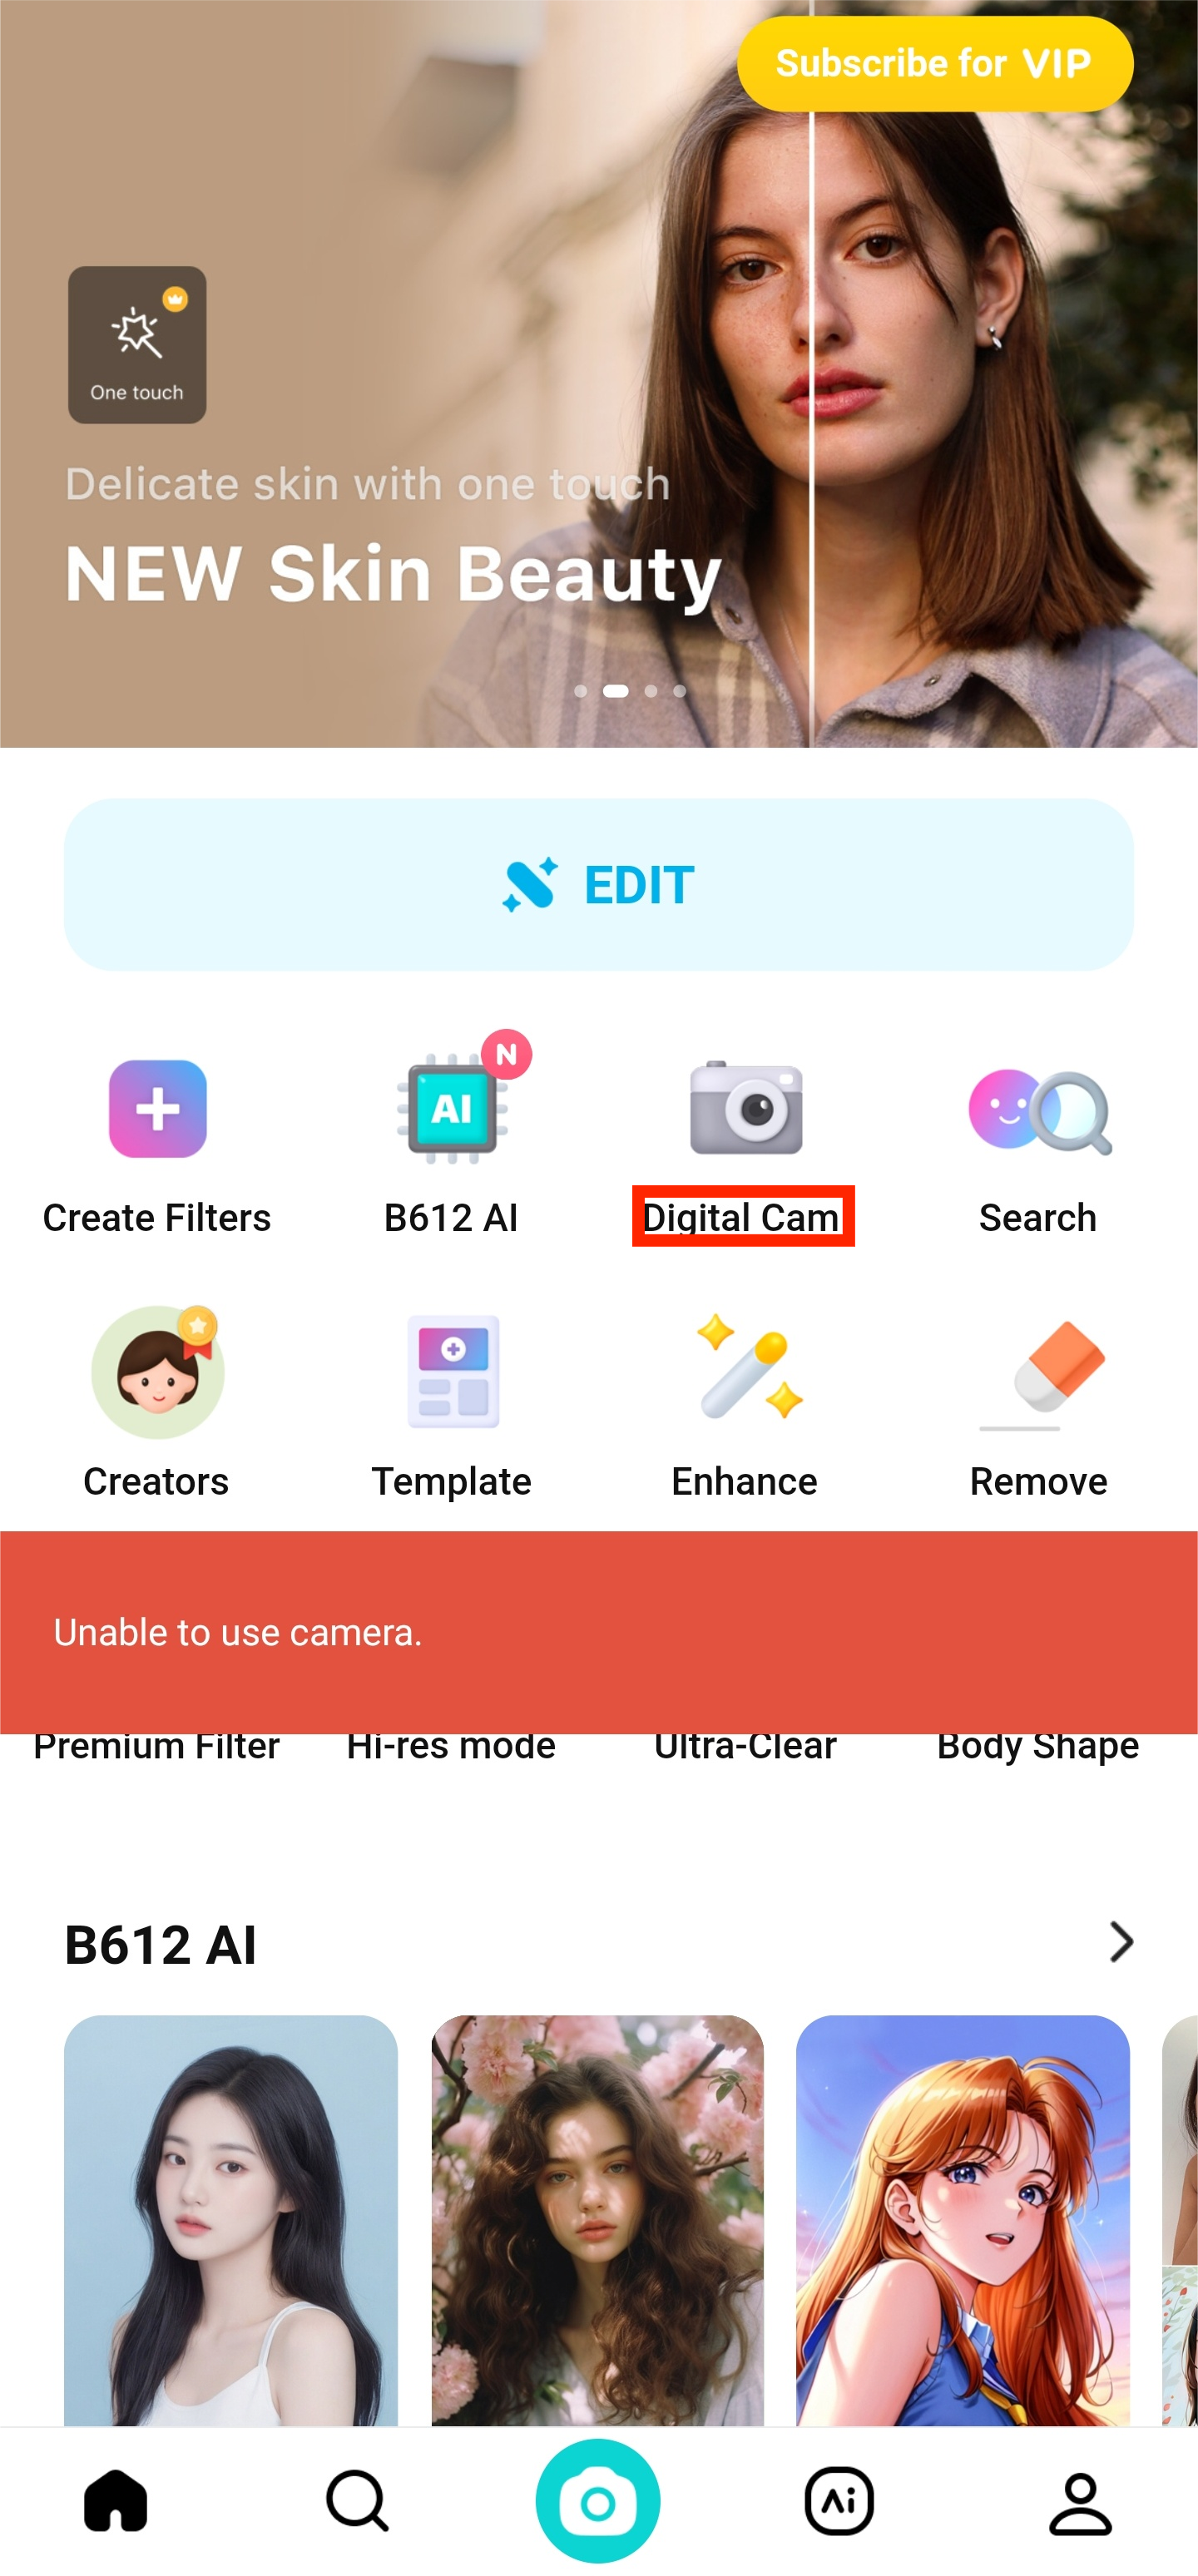 Subscribe for VIP
One touch
Delicate skin with one touch
NEW Skin Beauty
EDIT
N
AI
Create Filters
B612 AI
Digital Cam
Search
Creators
Template
Enhance
Remove
Unable to use camera.
Premium Filter
Hi-res mode
Ultra-Clear
Body Shape
B612 AI
Ai